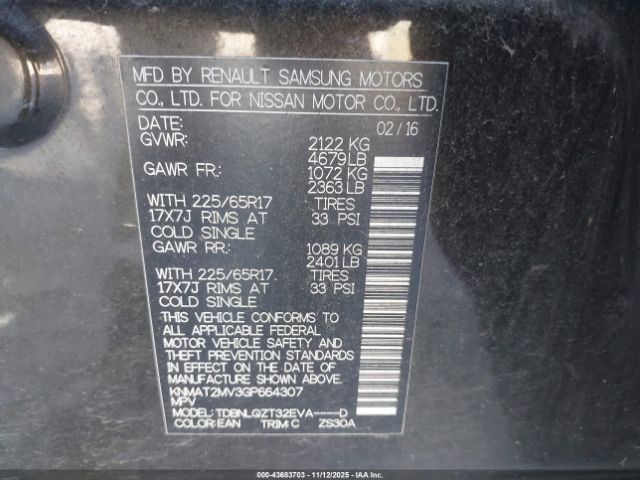 MFD BY RENAULT SAMSUNG MOTORS
CO., LTD. FOR NISSAN MOTOR CO., LTD.
DATE: 02/16
GVWR: 2122 KG
4679 LB
GAWR FR: 1072 KG
2363 LB
WITH 225/65R17 TIRES
17X7J RIMS AT 33 PSI
COLD SINGLE
GAWR RR: 1089 KG
2401 LB
WITH 225/65R17 TIRES
17X7J RIMS AT 33 PSI
COLD SINGLE
THIS VEHICLE CONFORMS TO
ALL APPLICABLE FEDERAL
MOTOR VEHICLE SAFETY AND
THEFT PREVENTION STANDARDS
IN EFFECT ON THE DATE OF
MANUFACTURE SHOWN ABOVE.
KNMAT2MV3GP664307
MPV
MODEL: TDBNLQZT32EVA----D
COLOR:EAN TRIM:C ZS30A
000-43683703 - 11/12/2025 - IAAI BRANDED